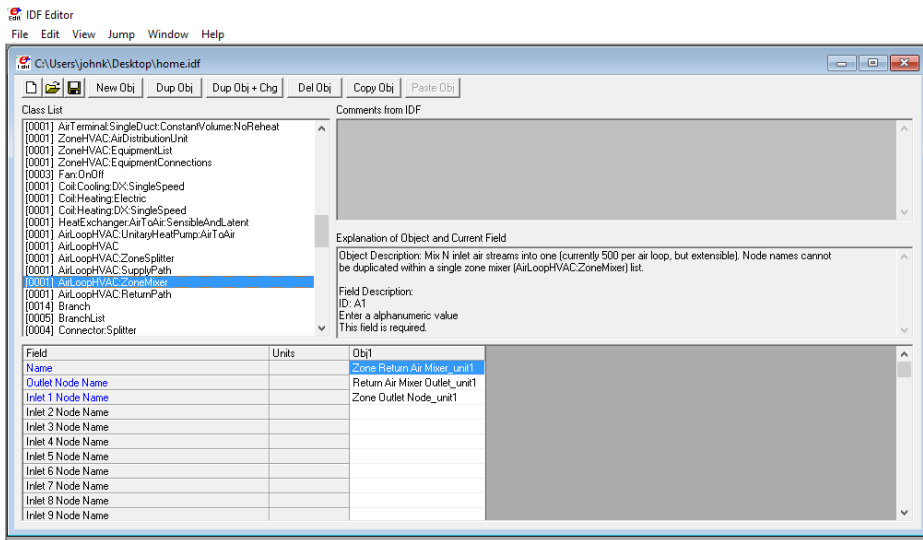 IDF Editor
File Edit View Jump Window Help
C:\Users\johnk\Desktop\home.idf
New Obj Dup Obj Dup Obj + Chg Del Obj Copy Obj Paste Obj
Class List
[0001] AirTerminal:SingleDuct:ConstantVolume:NoReheat
[0001] ZoneHVAC:AirDistributionUnit
[0001] ZoneHVAC:EquipmentList
[0001] ZoneHVAC:EquipmentConnections
[0003] Fan:OnOff
[0001] Coil:Cooling:DX:SingleSpeed
[0001] Coil:Heating:Electric
[0001] Coil:Heating:DX:SingleSpeed
[0001] HeatExchanger:AirToAir:SensibleAndLatent
[0001] AirLoopHVAC:UnitaryHeatPump:AirToAir
[0001] AirLoopHVAC
[0001] AirLoopHVAC:ZoneSplitter
[0001] AirLoopHVAC:SupplyPath
[0001] AirLoopHVAC:ZoneMixer
[0001] AirLoopHVAC:ReturnPath
[0014] Branch
[0005] BranchList
[0004] Connector:Splitter
Comments from IDF
Explanation of Object and Current Field
Object Description: Mix N inlet air streams into one (currently 500 per air loop, but extensible). Node names cannot
be duplicated within a single zone mixer (AirLoopHVAC:ZoneMixer) list.
Field Description:
ID: A1
Enter a alphanumeric value
This field is required.
Field Units Obj1
Name Zone Return Air Mixer_unit1
Outlet Node Name Return Air Mixer Outlet_unit1
Inlet 1 Node Name Zone Outlet Node_unit1
Inlet 2 Node Name
Inlet 3 Node Name
Inlet 4 Node Name
Inlet 5 Node Name
Inlet 6 Node Name
Inlet 7 Node Name
Inlet 8 Node Name
Inlet 9 Node Name